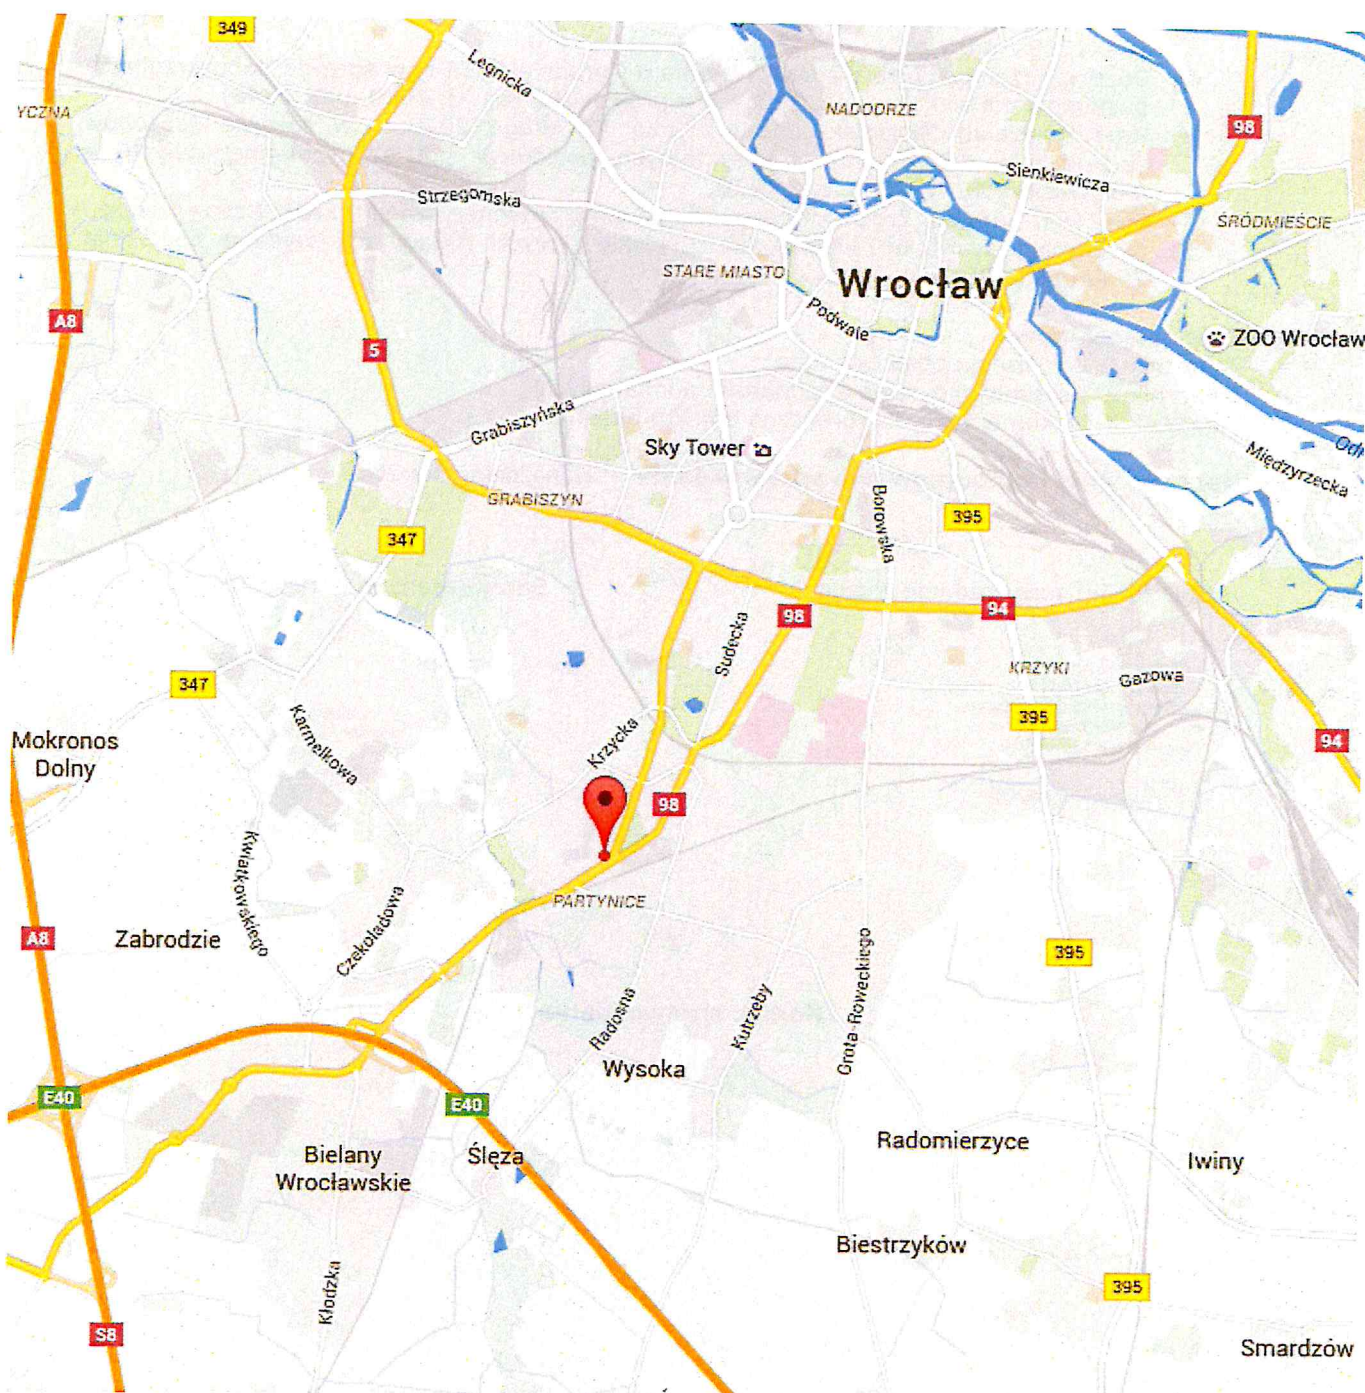 349
Legnicka
YCZNA
NADODRZE
98
Sienkiewicza
Strzegomska
ŚRÓDMIEŚCIE
STARE MIASTO
Wrocław
Podwale
A8
5
ZOO Wrocław
Grabiszyńska
Sky Tower
Międzyrzecka
GRABISZYN
Borowska
395
347
98
94
Sudecka
KRZYKI
Gazowa
347
395
Karmelkowa
Krzycka
94
Mokronos
Dolny
98
Kwiatkowskiego
PARTYNICE
Czekoladowa
A8
Zabrodzie
395
Grota-Roweckiego
Radosna
Kutrzeby
Wysoka
E40
E40
Radomierzyce
Bielany
Wrocławskie
Ślęza
Iwiny
Biestrzyków
Kłodzka
395
S8
Smardzów